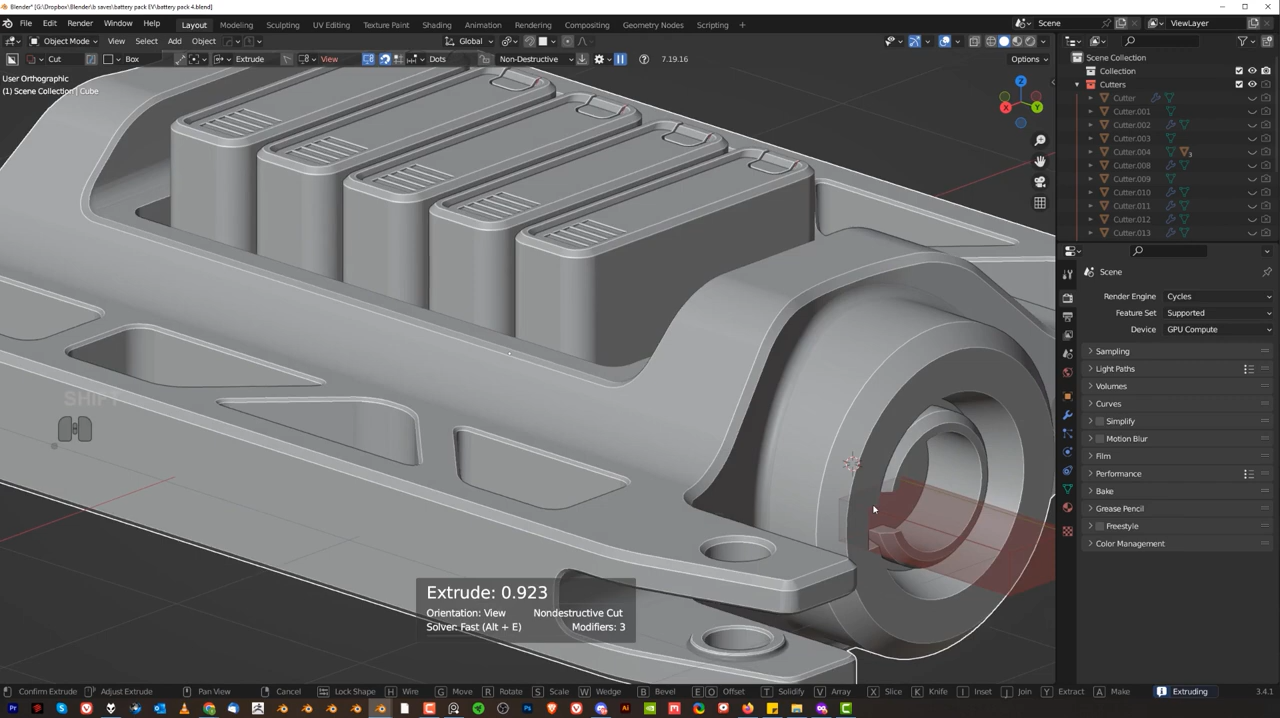 Blender* [G:\Dropbox\Blender\b saves\battery pack EV\battery pack 4.blend]
File Edit Render Window Help Layout Modeling Sculpting UV Editing Texture Paint Shading Animation Rendering Compositing Geometry Nodes Scripting + Scene ViewLayer
Object Mode View Select Add Object Global Options
Cut Box Extrude View Dots Non-Destructive 7.19.16
User Orthographic
(1) Scene Collection | Cube
Z
X
Y
SHIFT
Extrude: 0.923
Orientation: View Nondestructive Cut
Solver: Fast (Alt + E) Modifiers: 3
Scene Collection
Collection
Cutters
Cutter
Cutter.001
Cutter.002
Cutter.003
Cutter.004 3
Cutter.008
Cutter.009
Cutter.010
Cutter.011
Cutter.012
Cutter.013
Scene
Render Engine Cycles
Feature Set Supported
Device GPU Compute
Sampling
Light Paths
Volumes
Curves
Simplify
Motion Blur
Film
Performance
Bake
Grease Pencil
Freestyle
Color Management
Confirm Extrude Adjust Extrude Pan View Cancel Lock Shape H Wire G Move R Rotate S Scale W Wedge B Bevel E O Offset T Solidify V Array X Slice K Knife I Inset J Join Y Extract A Make Extruding 3.4.1